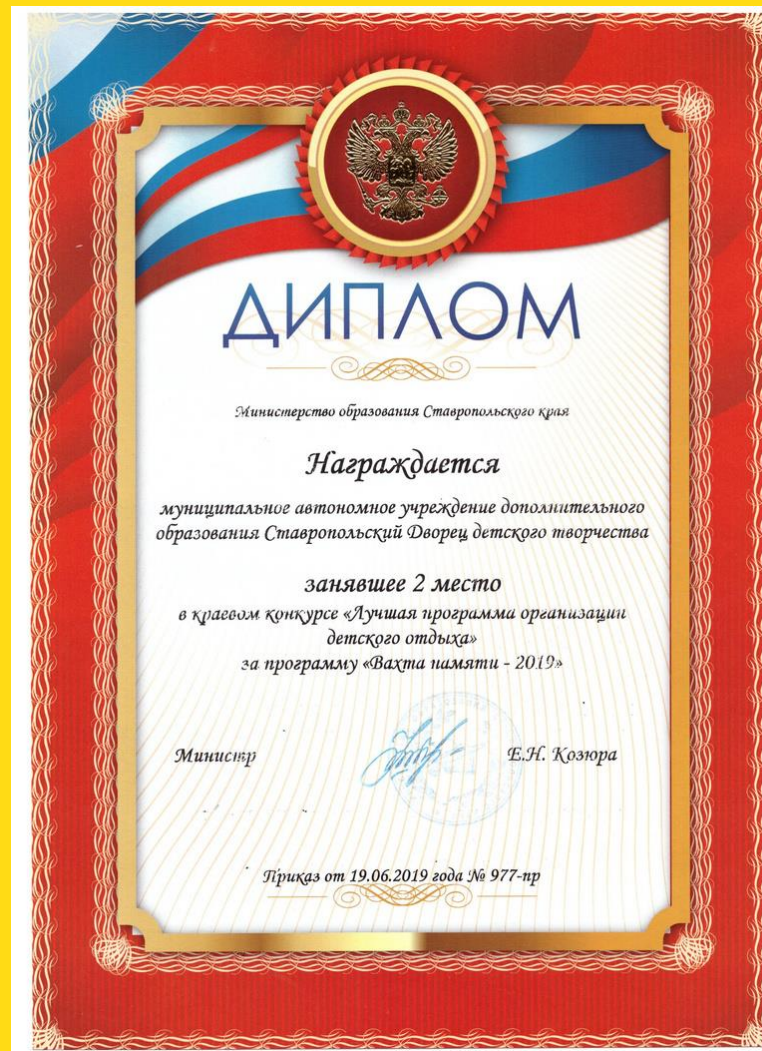 ДИПЛОМ
Министерство образования Ставропольского края
Награждается
муниципальное автономное учреждение дополнительного
образования Ставропольский Дворец детского творчества
занявшее 2 место
в краевом конкурсе «Лучшая программа организации
детского отдыха»
за программу «Вахта памяти - 2019»
Министр Е.Н. Козюра
Приказ от 19.06.2019 года № 977-пр